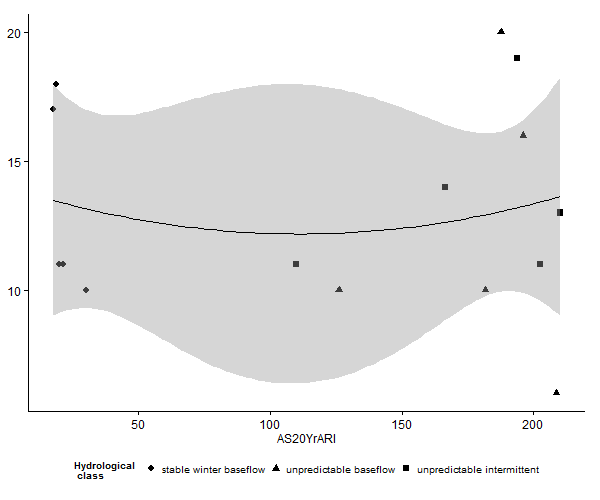 20
15
10
50 100 150 200
AS20YrARI
Hydrological class stable winter baseflow unpredictable baseflow unpredictable intermittent